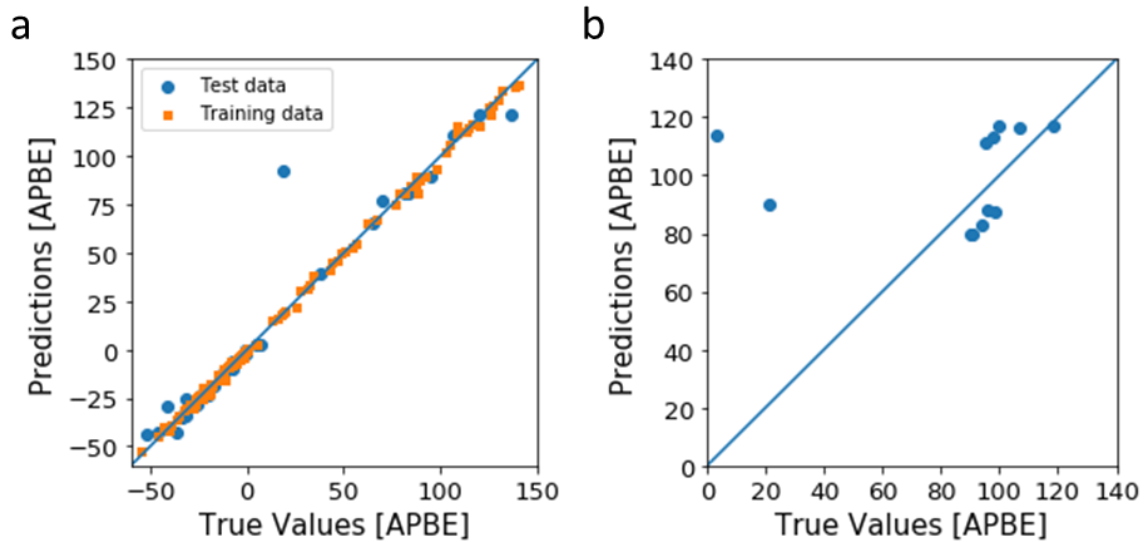 a
b
150
125
100
75
50
25
0
−25
−50
Predictions [APBE]
Test data
Training data
−50 0 50 100 150
True Values [APBE]
140
120
100
80
60
40
20
0
Predictions [APBE]
0 20 40 60 80 100 120 140
True Values [APBE]